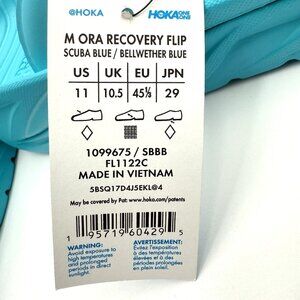 @HOKA HOKA ONE ONE
M ORA RECOVERY FLIP
SCUBA BLUE / BELLWETHER BLUE
US UK EU JPN
11 10.5 45⅓ 29
1099675 / SBBB
FL1122C
MADE IN VIETNAM
5BSQ17D4J5EKL@4
May be covered by Pat: www.hoka.com/patents
1 95719 60429 5
WARNING:
Avoid exposure to
high temperatures
and prolonged
periods in direct
sunlight.
AVERTISSEMENT:
Évitez l'exposition
à des températures
élevées et à des
périodes prolongées
en plein soleil.